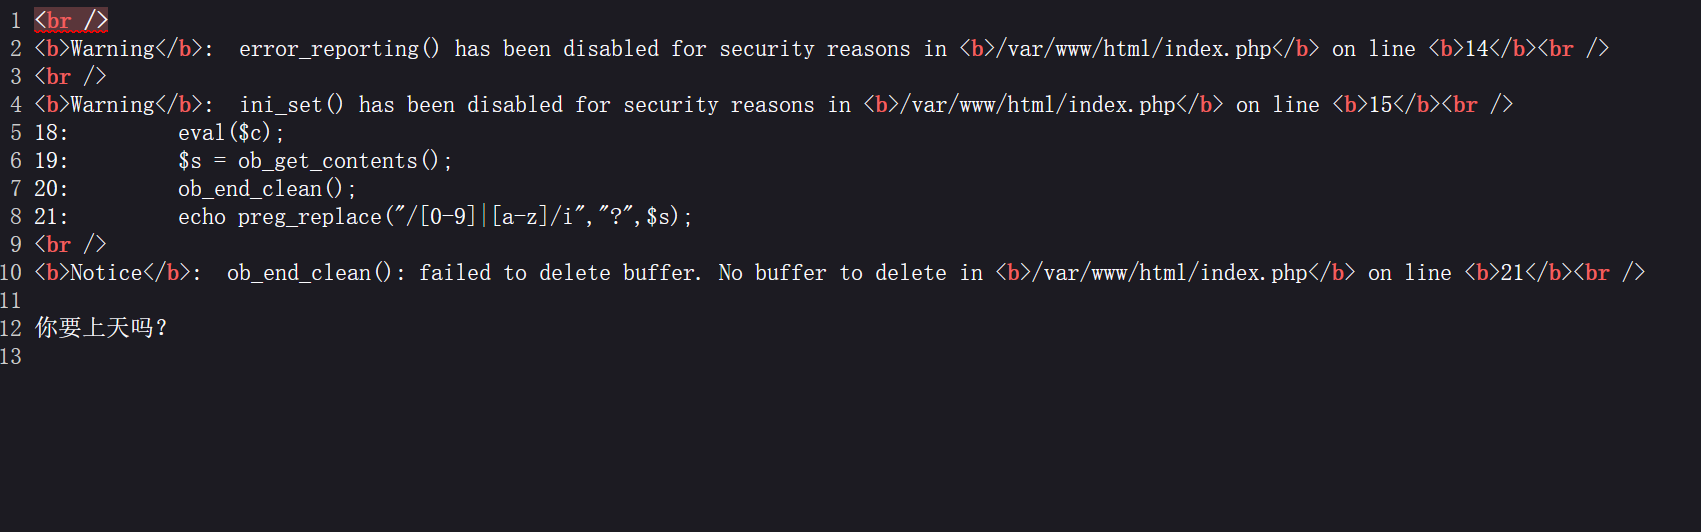 1 <br />
2 <b>Warning</b>:  error_reporting() has been disabled for security reasons in <b>/var/www/html/index.php</b> on line <b>14</b><br />
3 <br />
4 <b>Warning</b>:  ini_set() has been disabled for security reasons in <b>/var/www/html/index.php</b> on line <b>15</b><br />
5 18:         eval($c);
6 19:         $s = ob_get_contents();
7 20:         ob_end_clean();
8 21:         echo preg_replace("/[0-9]|[a-z]/i","?",$s);
9 <br />
10 <b>Notice</b>:  ob_end_clean(): failed to delete buffer. No buffer to delete in <b>/var/www/html/index.php</b> on line <b>21</b><br />
11
12 你要上天吗？
13